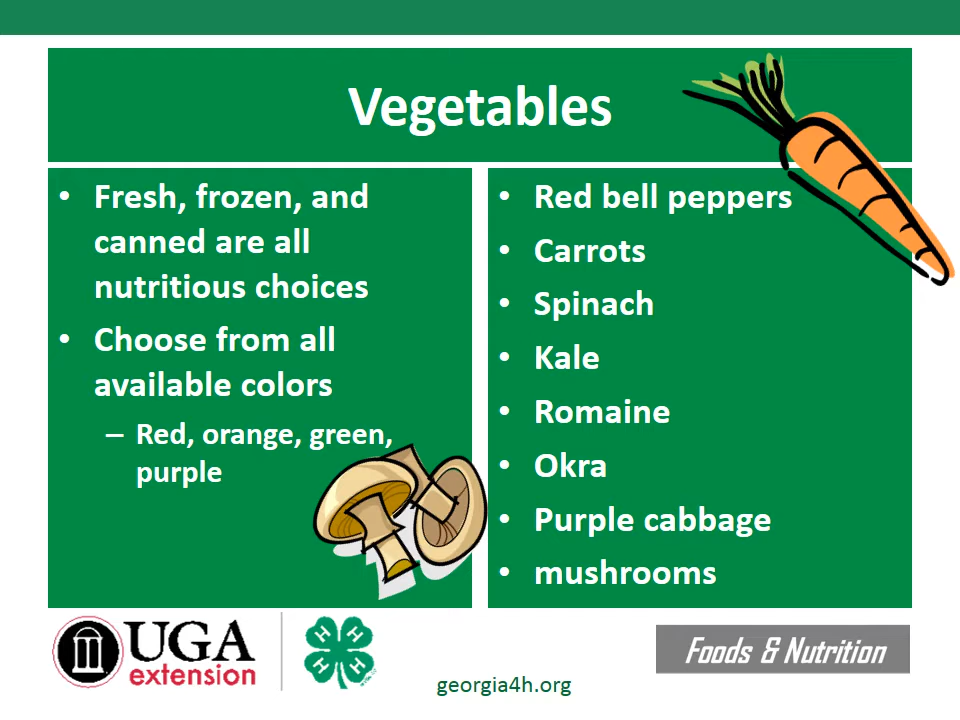 Vegetables
• Fresh, frozen, and
canned are all
nutritious choices
• Choose from all
available colors
– Red, orange, green,
purple
• Red bell peppers
• Carrots
• Spinach
• Kale
• Romaine
• Okra
• Purple cabbage
• mushrooms
UGA
extension
H H
H H
georgia4h.org
Foods & Nutrition